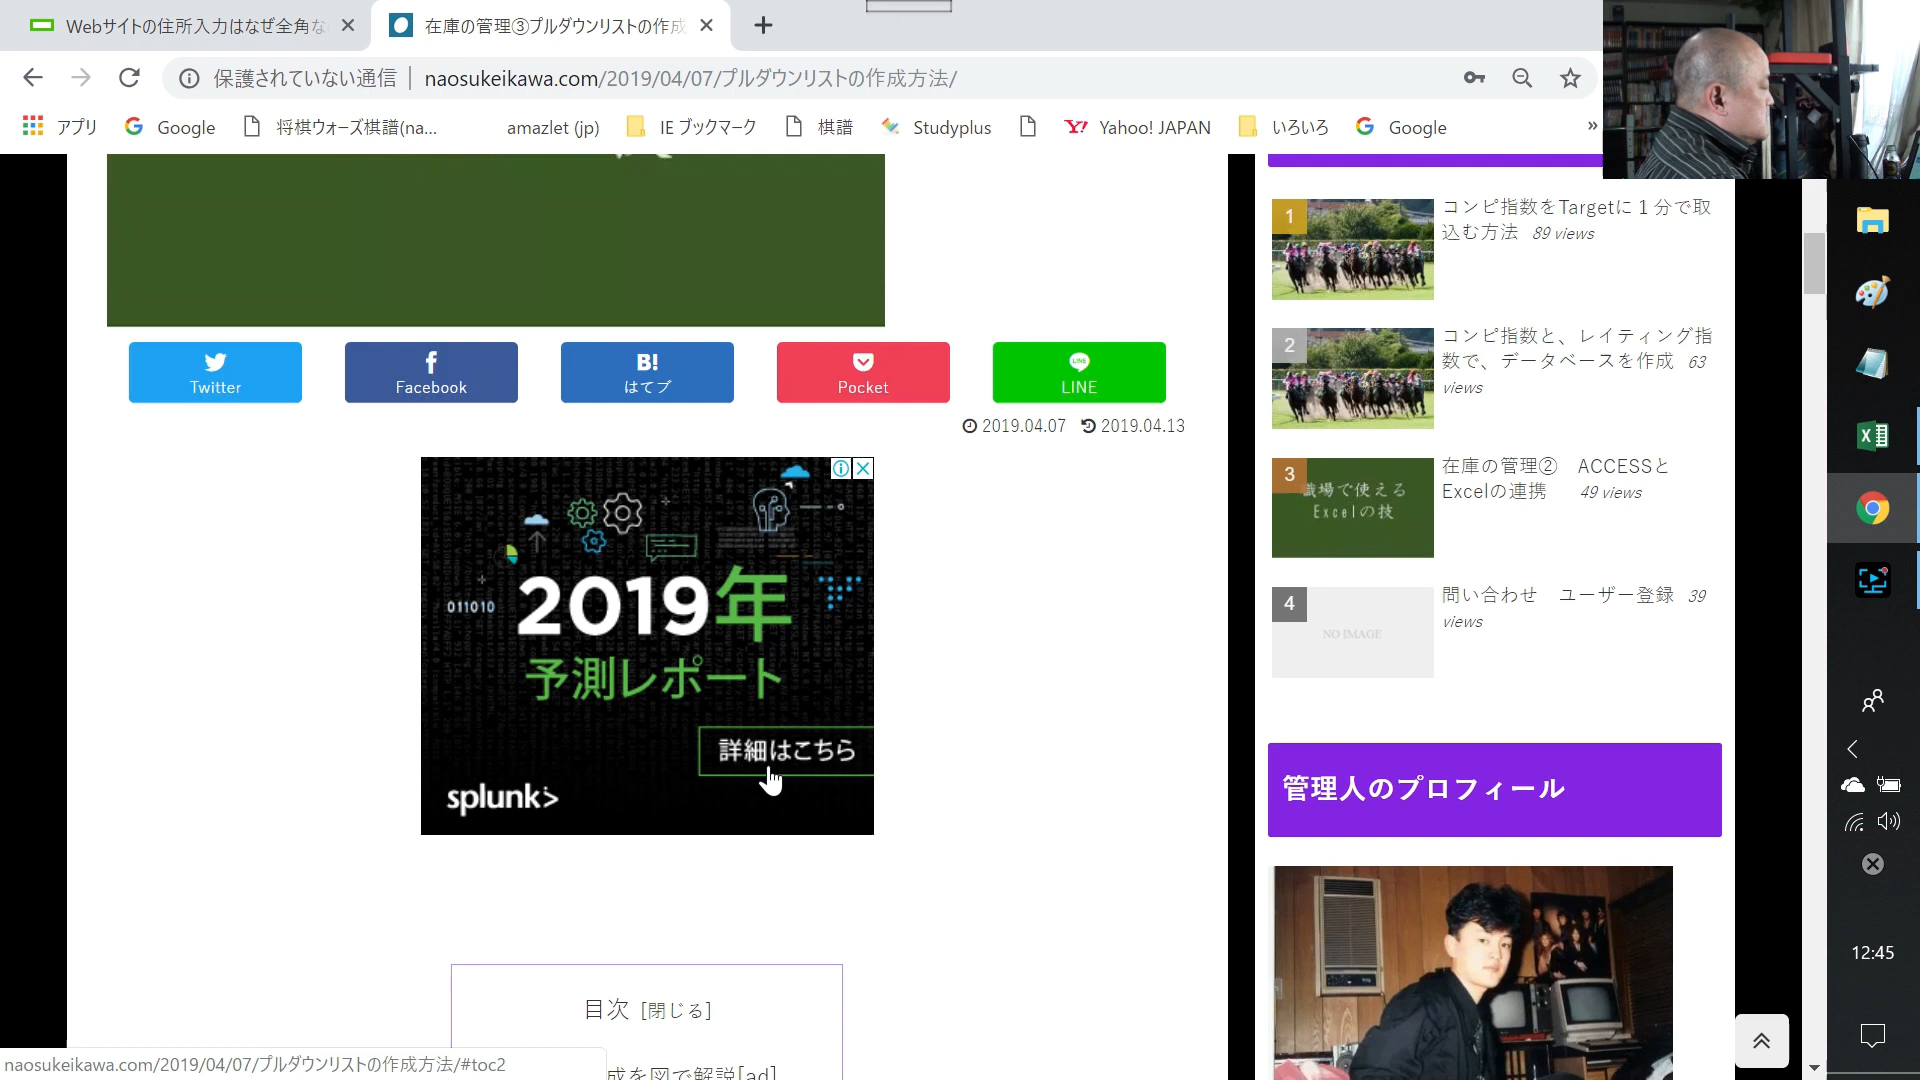 Webサイトの住所入力はなぜ全角な
在庫の管理③プルダウンリストの作成
保護されていない通信
naosukeikawa.com/2019/04/07/プルダウンリストの作成方法/
アプリ
Google
将棋ウォーズ棋譜(na...
amazlet (jp)
IE ブックマーク
棋譜
Studyplus
Yahoo! JAPAN
いろいろ
Google
»
Twitter
Facebook
B!
はてブ
Pocket
LINE
LINE
2019.04.07
2019.04.13
011010
2019年
予測レポート
詳細はこちら
splunk>
目次 [閉じる]
成を図で解説[ad]
naosukeikawa.com/2019/04/07/プルダウンリストの作成方法/#toc2
1
コンピ指数をTargetに１分で取
込む方法 89 views
2
コンピ指数と、レイティング指
数で、データベースを作成 63
views
3
職場で使える
Excelの技
在庫の管理② ACCESSと
Excelの連携 49 views
4
NO IMAGE
問い合わせ ユーザー登録 39
views
管理人のプロフィール
12:45